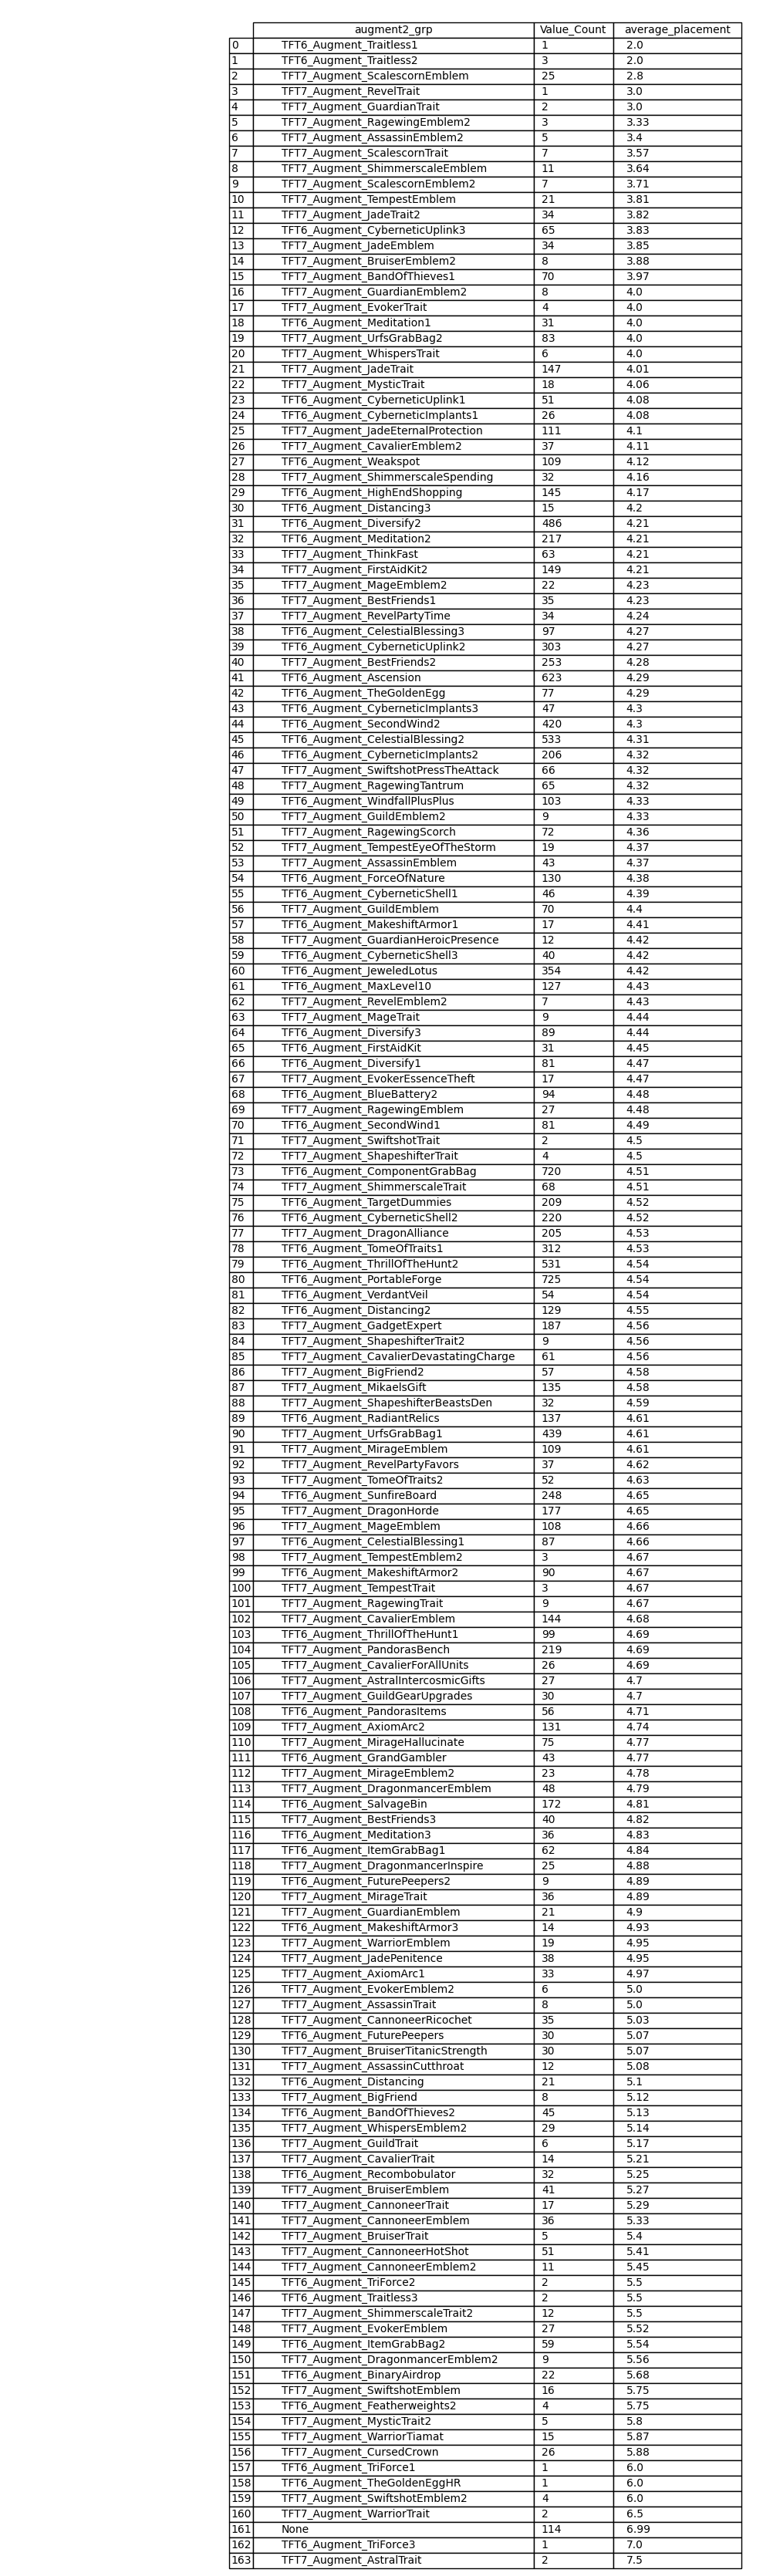 augment2_grp Value_Count average_placement
0 TFT6_Augment_Traitless1 1 2.0
1 TFT6_Augment_Traitless2 3 2.0
2 TFT7_Augment_ScalescornEmblem 25 2.8
3 TFT7_Augment_RevelTrait 1 3.0
4 TFT7_Augment_GuardianTrait 2 3.0
5 TFT7_Augment_RagewingEmblem2 3 3.33
6 TFT7_Augment_AssassinEmblem2 5 3.4
7 TFT7_Augment_ScalescornTrait 7 3.57
8 TFT7_Augment_ShimmerscaleEmblem 11 3.64
9 TFT7_Augment_ScalescornEmblem2 7 3.71
10 TFT7_Augment_TempestEmblem 21 3.81
11 TFT7_Augment_JadeTrait2 34 3.82
12 TFT6_Augment_CyberneticUplink3 65 3.83
13 TFT7_Augment_JadeEmblem 34 3.85
14 TFT7_Augment_BruiserEmblem2 8 3.88
15 TFT7_Augment_BandOfThieves1 70 3.97
16 TFT7_Augment_GuardianEmblem2 8 4.0
17 TFT7_Augment_EvokerTrait 4 4.0
18 TFT6_Augment_Meditation1 31 4.0
19 TFT7_Augment_UrfsGrabBag2 83 4.0
20 TFT7_Augment_WhispersTrait 6 4.0
21 TFT7_Augment_JadeTrait 147 4.01
22 TFT7_Augment_MysticTrait 18 4.06
23 TFT6_Augment_CyberneticUplink1 51 4.08
24 TFT6_Augment_CyberneticImplants1 26 4.08
25 TFT7_Augment_JadeEternalProtection 111 4.1
26 TFT7_Augment_CavalierEmblem2 37 4.11
27 TFT6_Augment_Weakspot 109 4.12
28 TFT7_Augment_ShimmerscaleSpending 32 4.16
29 TFT6_Augment_HighEndShopping 145 4.17
30 TFT6_Augment_Distancing3 15 4.2
31 TFT6_Augment_Diversify2 486 4.21
32 TFT6_Augment_Meditation2 217 4.21
33 TFT7_Augment_ThinkFast 63 4.21
34 TFT7_Augment_FirstAidKit2 149 4.21
35 TFT7_Augment_MageEmblem2 22 4.23
36 TFT7_Augment_BestFriends1 35 4.23
37 TFT7_Augment_RevelPartyTime 34 4.24
38 TFT6_Augment_CelestialBlessing3 97 4.27
39 TFT6_Augment_CyberneticUplink2 303 4.27
40 TFT7_Augment_BestFriends2 253 4.28
41 TFT6_Augment_Ascension 623 4.29
42 TFT6_Augment_TheGoldenEgg 77 4.29
43 TFT6_Augment_CyberneticImplants3 47 4.3
44 TFT6_Augment_SecondWind2 420 4.3
45 TFT6_Augment_CelestialBlessing2 533 4.31
46 TFT6_Augment_CyberneticImplants2 206 4.32
47 TFT7_Augment_SwiftshotPressTheAttack 66 4.32
48 TFT7_Augment_RagewingTantrum 65 4.32
49 TFT6_Augment_WindfallPlusPlus 103 4.33
50 TFT7_Augment_GuildEmblem2 9 4.33
51 TFT7_Augment_RagewingScorch 72 4.36
52 TFT7_Augment_TempestEyeOfTheStorm 19 4.37
53 TFT7_Augment_AssassinEmblem 43 4.37
54 TFT6_Augment_ForceOfNature 130 4.38
55 TFT6_Augment_CyberneticShell1 46 4.39
56 TFT7_Augment_GuildEmblem 70 4.4
57 TFT6_Augment_MakeshiftArmor1 17 4.41
58 TFT7_Augment_GuardianHeroicPresence 12 4.42
59 TFT6_Augment_CyberneticShell3 40 4.42
60 TFT6_Augment_JeweledLotus 354 4.42
61 TFT6_Augment_MaxLevel10 127 4.43
62 TFT7_Augment_RevelEmblem2 7 4.43
63 TFT7_Augment_MageTrait 9 4.44
64 TFT6_Augment_Diversify3 89 4.44
65 TFT6_Augment_FirstAidKit 31 4.45
66 TFT6_Augment_Diversify1 81 4.47
67 TFT7_Augment_EvokerEssenceTheft 17 4.47
68 TFT6_Augment_BlueBattery2 94 4.48
69 TFT7_Augment_RagewingEmblem 27 4.48
70 TFT6_Augment_SecondWind1 81 4.49
71 TFT7_Augment_SwiftshotTrait 2 4.5
72 TFT7_Augment_ShapeshifterTrait 4 4.5
73 TFT6_Augment_ComponentGrabBag 720 4.51
74 TFT7_Augment_ShimmerscaleTrait 68 4.51
75 TFT6_Augment_TargetDummies 209 4.52
76 TFT6_Augment_CyberneticShell2 220 4.52
77 TFT7_Augment_DragonAlliance 205 4.53
78 TFT6_Augment_TomeOfTraits1 312 4.53
79 TFT6_Augment_ThrillOfTheHunt2 531 4.54
80 TFT6_Augment_PortableForge 725 4.54
81 TFT6_Augment_VerdantVeil 54 4.54
82 TFT6_Augment_Distancing2 129 4.55
83 TFT7_Augment_GadgetExpert 187 4.56
84 TFT7_Augment_ShapeshifterTrait2 9 4.56
85 TFT7_Augment_CavalierDevastatingCharge 61 4.56
86 TFT7_Augment_BigFriend2 57 4.58
87 TFT7_Augment_MikaelsGift 135 4.58
88 TFT7_Augment_ShapeshifterBeastsDen 32 4.59
89 TFT6_Augment_RadiantRelics 137 4.61
90 TFT7_Augment_UrfsGrabBag1 439 4.61
91 TFT7_Augment_MirageEmblem 109 4.61
92 TFT7_Augment_RevelPartyFavors 37 4.62
93 TFT7_Augment_TomeOfTraits2 52 4.63
94 TFT6_Augment_SunfireBoard 248 4.65
95 TFT7_Augment_DragonHorde 177 4.65
96 TFT7_Augment_MageEmblem 108 4.66
97 TFT6_Augment_CelestialBlessing1 87 4.66
98 TFT7_Augment_TempestEmblem2 3 4.67
99 TFT6_Augment_MakeshiftArmor2 90 4.67
100 TFT7_Augment_TempestTrait 3 4.67
101 TFT7_Augment_RagewingTrait 9 4.67
102 TFT7_Augment_CavalierEmblem 144 4.68
103 TFT6_Augment_ThrillOfTheHunt1 99 4.69
104 TFT7_Augment_PandorasBench 219 4.69
105 TFT7_Augment_CavalierForAllUnits 26 4.69
106 TFT7_Augment_AstralIntercosmicGifts 27 4.7
107 TFT7_Augment_GuildGearUpgrades 30 4.7
108 TFT6_Augment_PandorasItems 56 4.71
109 TFT7_Augment_AxiomArc2 131 4.74
110 TFT7_Augment_MirageHallucinate 75 4.77
111 TFT6_Augment_GrandGambler 43 4.77
112 TFT7_Augment_MirageEmblem2 23 4.78
113 TFT7_Augment_DragonmancerEmblem 48 4.79
114 TFT6_Augment_SalvageBin 172 4.81
115 TFT7_Augment_BestFriends3 40 4.82
116 TFT6_Augment_Meditation3 36 4.83
117 TFT6_Augment_ItemGrabBag1 62 4.84
118 TFT7_Augment_DragonmancerInspire 25 4.88
119 TFT6_Augment_FuturePeepers2 9 4.89
120 TFT7_Augment_MirageTrait 36 4.89
121 TFT7_Augment_GuardianEmblem 21 4.9
122 TFT6_Augment_MakeshiftArmor3 14 4.93
123 TFT7_Augment_WarriorEmblem 19 4.95
124 TFT7_Augment_JadePenitence 38 4.95
125 TFT7_Augment_AxiomArc1 33 4.97
126 TFT7_Augment_EvokerEmblem2 6 5.0
127 TFT7_Augment_AssassinTrait 8 5.0
128 TFT7_Augment_CannoneerRicochet 35 5.03
129 TFT6_Augment_FuturePeepers 30 5.07
130 TFT7_Augment_BruiserTitanicStrength 30 5.07
131 TFT7_Augment_AssassinCutthroat 12 5.08
132 TFT6_Augment_Distancing 21 5.1
133 TFT7_Augment_BigFriend 8 5.12
134 TFT6_Augment_BandOfThieves2 45 5.13
135 TFT7_Augment_WhispersEmblem2 29 5.14
136 TFT7_Augment_GuildTrait 6 5.17
137 TFT7_Augment_CavalierTrait 14 5.21
138 TFT6_Augment_Recombobulator 32 5.25
139 TFT7_Augment_BruiserEmblem 41 5.27
140 TFT7_Augment_CannoneerTrait 17 5.29
141 TFT7_Augment_CannoneerEmblem 36 5.33
142 TFT7_Augment_BruiserTrait 5 5.4
143 TFT7_Augment_CannoneerHotShot 51 5.41
144 TFT7_Augment_CannoneerEmblem2 11 5.45
145 TFT6_Augment_TriForce2 2 5.5
146 TFT6_Augment_Traitless3 2 5.5
147 TFT7_Augment_ShimmerscaleTrait2 12 5.5
148 TFT7_Augment_EvokerEmblem 27 5.52
149 TFT6_Augment_ItemGrabBag2 59 5.54
150 TFT7_Augment_DragonmancerEmblem2 9 5.56
151 TFT6_Augment_BinaryAirdrop 22 5.68
152 TFT7_Augment_SwiftshotEmblem 16 5.75
153 TFT6_Augment_Featherweights2 4 5.75
154 TFT7_Augment_MysticTrait2 5 5.8
155 TFT7_Augment_WarriorTiamat 15 5.87
156 TFT7_Augment_CursedCrown 26 5.88
157 TFT6_Augment_TriForce1 1 6.0
158 TFT6_Augment_TheGoldenEggHR 1 6.0
159 TFT7_Augment_SwiftshotEmblem2 4 6.0
160 TFT7_Augment_WarriorTrait 2 6.5
161 None 114 6.99
162 TFT6_Augment_TriForce3 1 7.0
163 TFT7_Augment_AstralTrait 2 7.5